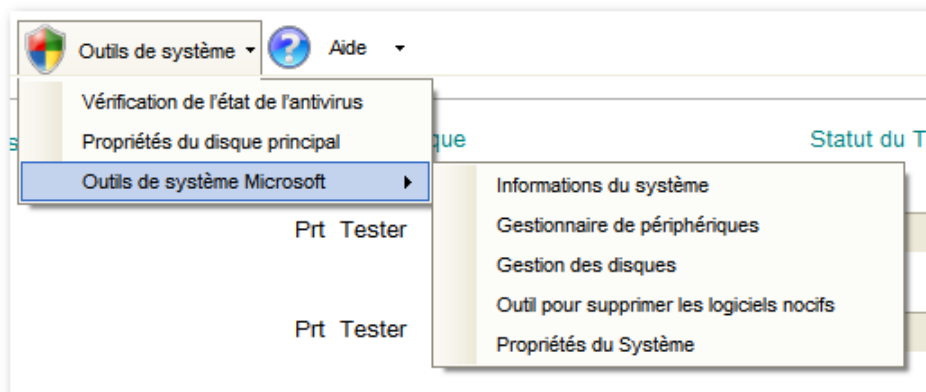 Outils de système Aide
Vérification de l'état de l'antivirus
Propriétés du disque principal
que Statut du T
Outils de système Microsoft
Informations du système
Prt Tester
Gestionnaire de périphériques
Gestion des disques
Outil pour supprimer les logiciels nocifs
Prt Tester
Propriétés du Système